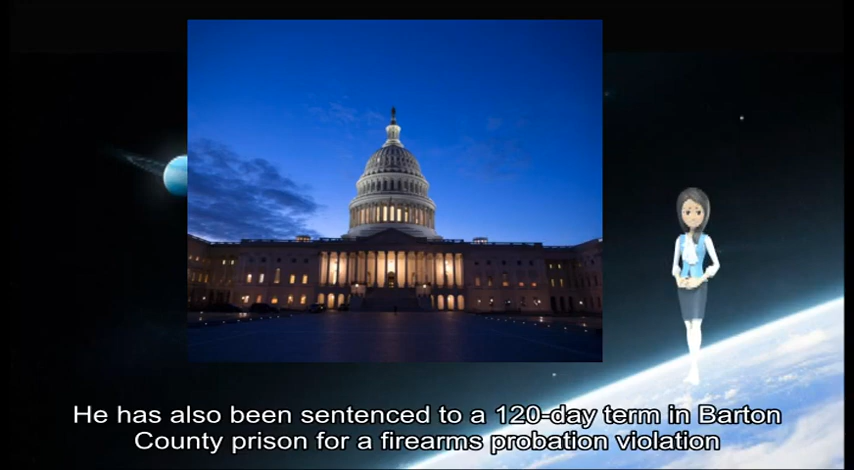 He has also been sentenced to a 120-day term in Barton
County prison for a firearms probation violation